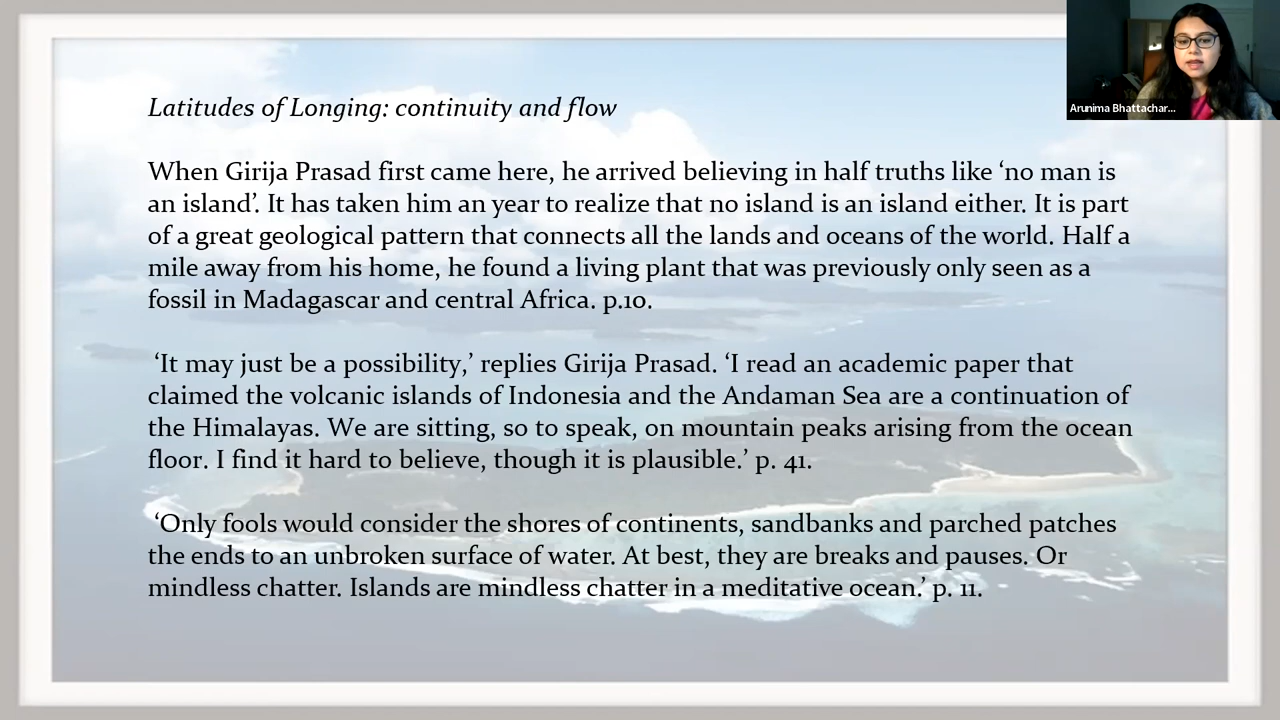 Arunima Bhattachar...
Latitudes of Longing: continuity and flow
When Girija Prasad first came here, he arrived believing in half truths like ‘no man is
an island’. It has taken him an year to realize that no island is an island either. It is part
of a great geological pattern that connects all the lands and oceans of the world. Half a
mile away from his home, he found a living plant that was previously only seen as a
fossil in Madagascar and central Africa. p.10.
‘It may just be a possibility,’ replies Girija Prasad. ‘I read an academic paper that
claimed the volcanic islands of Indonesia and the Andaman Sea are a continuation of
the Himalayas. We are sitting, so to speak, on mountain peaks arising from the ocean
floor. I find it hard to believe, though it is plausible.’ p. 41.
‘Only fools would consider the shores of continents, sandbanks and parched patches
the ends to an unbroken surface of water. At best, they are breaks and pauses. Or
mindless chatter. Islands are mindless chatter in a meditative ocean.’ p. 11.